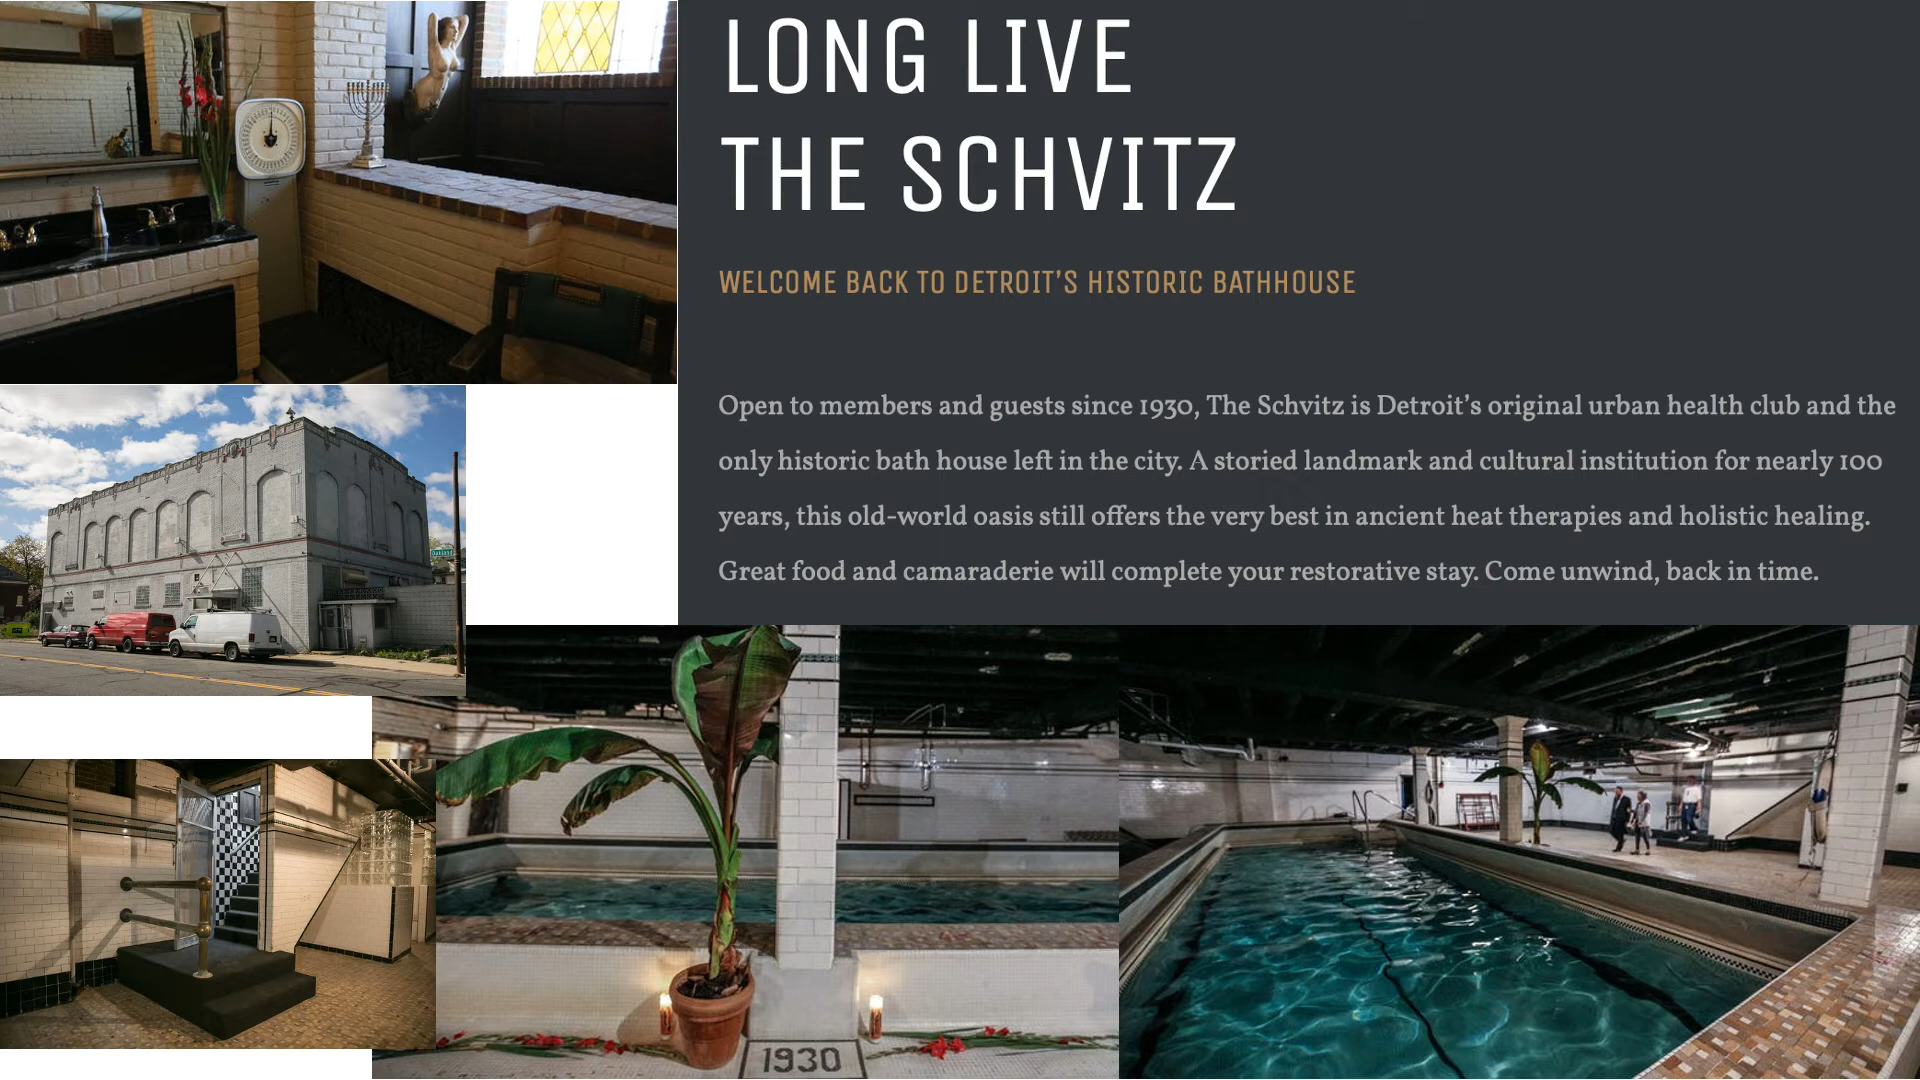 LONG LIVE
THE SCHVITZ
WELCOME BACK TO DETROIT’S HISTORIC BATHHOUSE
Open to members and guests since 1930, The Schvitz is Detroit’s original urban health club and the
only historic bath house left in the city. A storied landmark and cultural institution for nearly 100
years, this old-world oasis still offers the very best in ancient heat therapies and holistic healing.
Great food and camaraderie will complete your restorative stay. Come unwind, back in time.
Oakland
1930